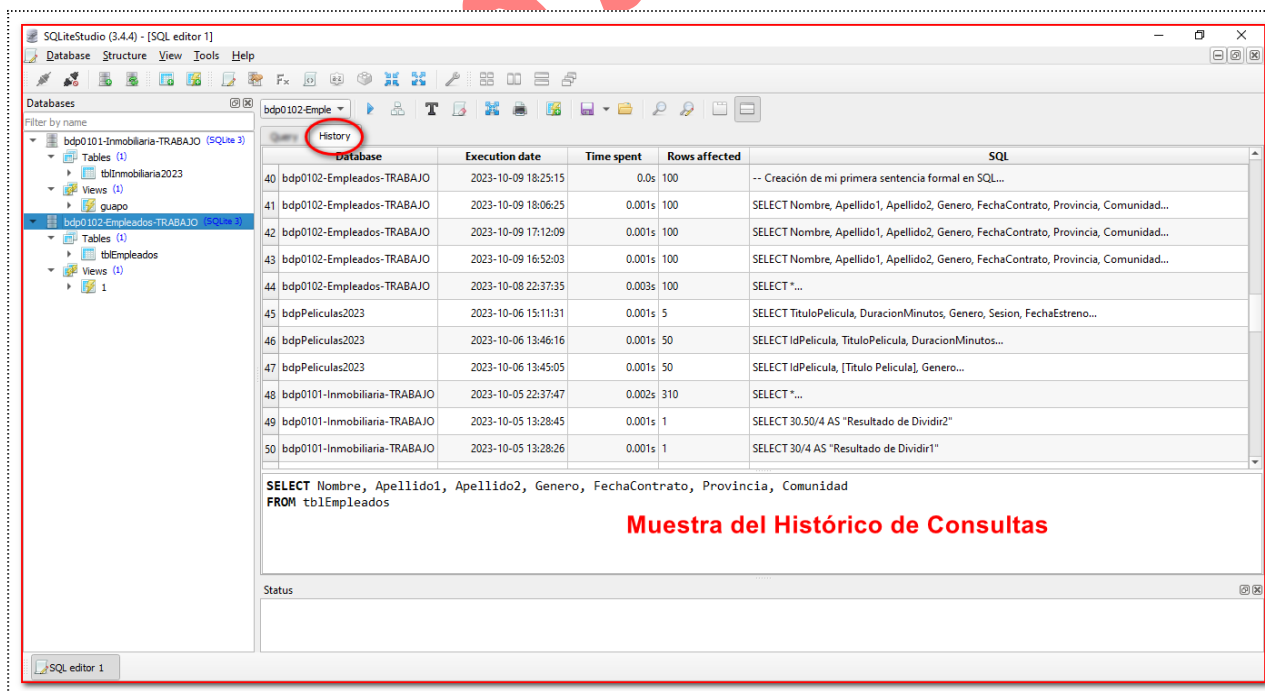 SQLiteStudio (3.4.4) - [SQL editor 1]
Database Structure View Tools Help
Databases
Filter by name
bdp0101-Inmobiliaria-TRABAJO (SQLite 3)
Tables (1)
tblInmobiliaria2023
Views (1)
guapo
bdp0102-Empleados-TRABAJO (SQLite 3)
Tables (1)
tblEmpleados
Views (1)
1
bdp0102-Emple
Query History
Database Execution date Time spent Rows affected SQL
40 bdp0102-Empleados-TRABAJO 2023-10-09 18:25:15 0.0s 100 -- Creación de mi primera sentencia formal en SQL...
41 bdp0102-Empleados-TRABAJO 2023-10-09 18:06:25 0.001s 100 SELECT Nombre, Apellido1, Apellido2, Genero, FechaContrato, Provincia, Comunidad...
42 bdp0102-Empleados-TRABAJO 2023-10-09 17:12:09 0.001s 100 SELECT Nombre, Apellido1, Apellido2, Genero, FechaContrato, Provincia, Comunidad...
43 bdp0102-Empleados-TRABAJO 2023-10-09 16:52:03 0.001s 100 SELECT Nombre, Apellido1, Apellido2, Genero, FechaContrato, Provincia, Comunidad...
44 bdp0102-Empleados-TRABAJO 2023-10-08 22:37:35 0.003s 100 SELECT *...
45 bdpPeliculas2023 2023-10-06 15:11:31 0.001s 5 SELECT TituloPelicula, DuracionMinutos, Genero, Sesion, FechaEstreno...
46 bdpPeliculas2023 2023-10-06 13:46:16 0.001s 50 SELECT IdPelicula, TituloPelicula, DuracionMinutos...
47 bdpPeliculas2023 2023-10-06 13:45:05 0.001s 50 SELECT IdPelicula, [Titulo Pelicula], Genero...
48 bdp0101-Inmobiliaria-TRABAJO 2023-10-05 22:37:47 0.002s 310 SELECT *...
49 bdp0101-Inmobiliaria-TRABAJO 2023-10-05 13:28:45 0.001s 1 SELECT 30.50/4 AS "Resultado de Dividir2"
50 bdp0101-Inmobiliaria-TRABAJO 2023-10-05 13:28:26 0.001s 1 SELECT 30/4 AS "Resultado de Dividir1"
SELECT Nombre, Apellido1, Apellido2, Genero, FechaContrato, Provincia, Comunidad
FROM tblEmpleados
Muestra del Histórico de Consultas
Status
SQL editor 1